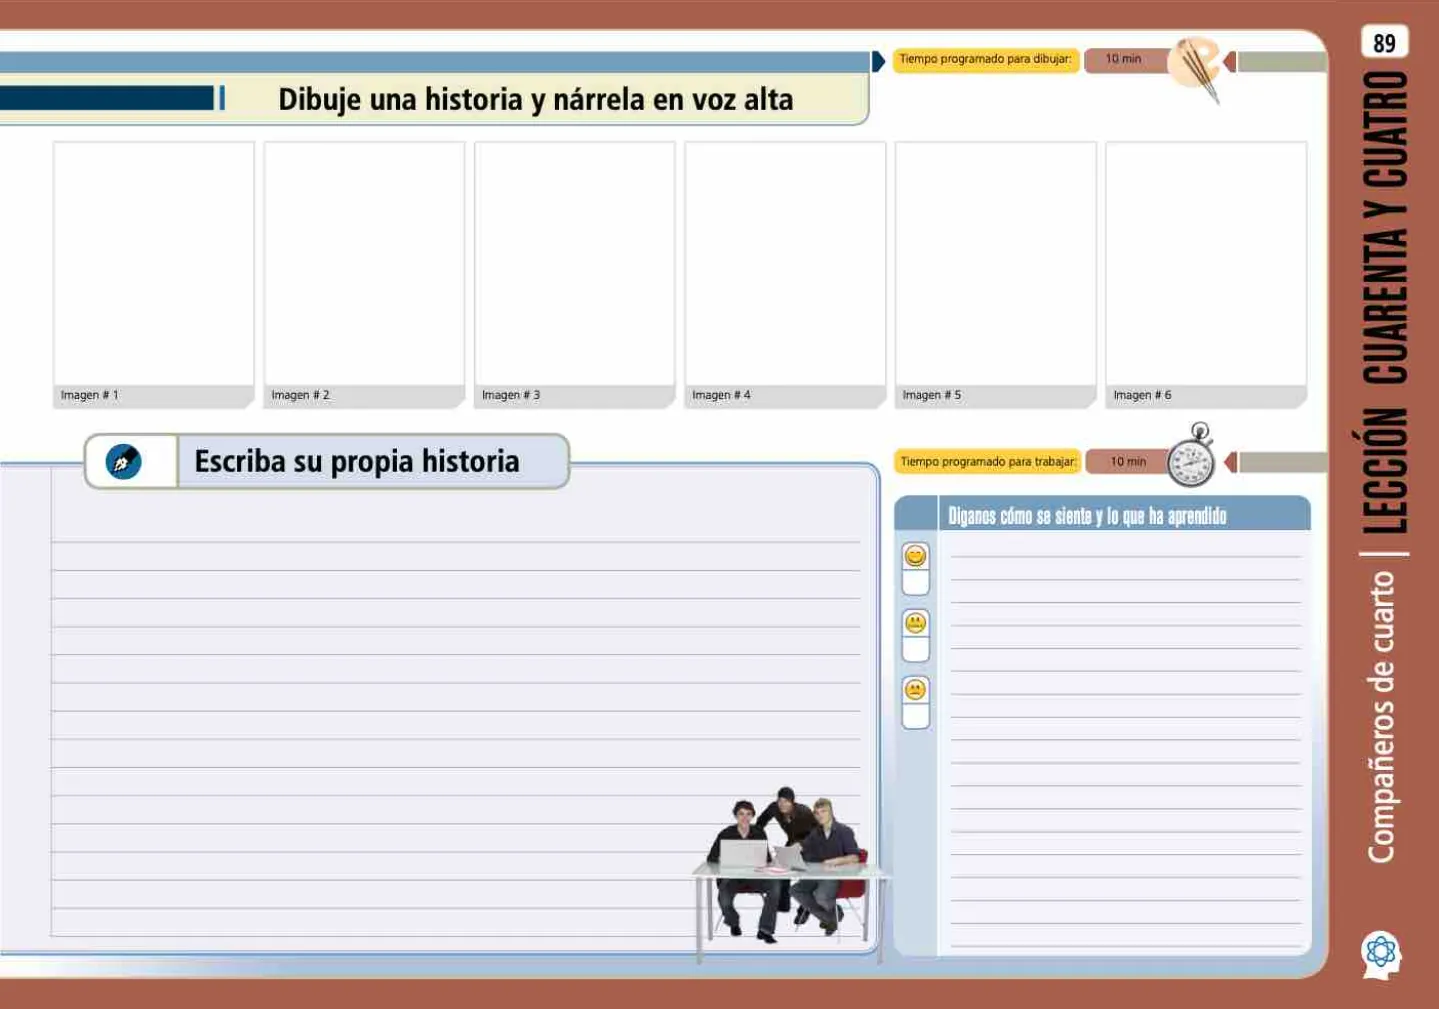 Tiempo programado para dibujar:
10 min
Dibuje una historia y nárrela en voz alta
Imagen # 1
Imagen # 2
Imagen # 3
Imagen # 4
Imagen # 5
Imagen # 6
Escriba su propia historia
Tiempo programado para trabajar:
10 min
Díganos cómo se siente y lo que ha aprendido
89
Compañeros de cuarto | LECCIÓN CUARENTA Y CUATRO